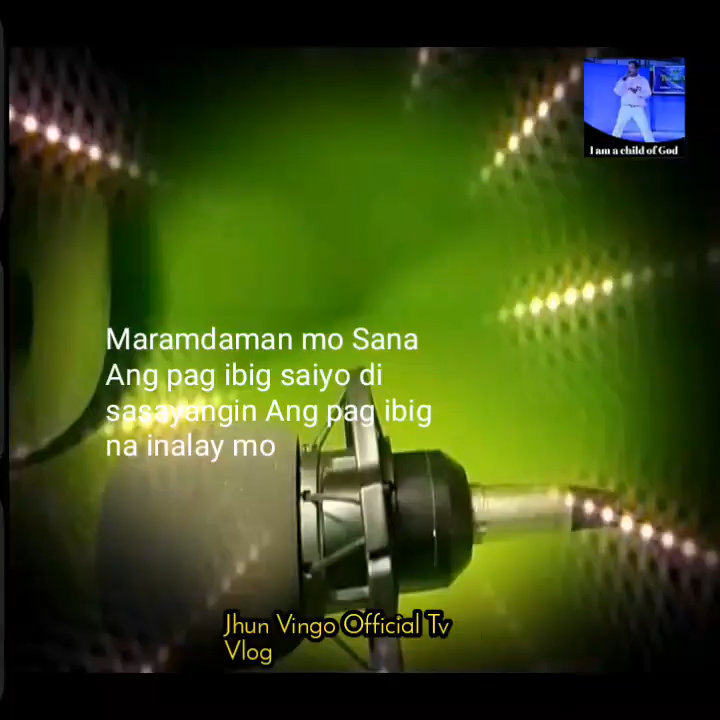 I am a child of God
Maramdaman mo Sana
Ang pag ibig saiyo di
sasayangin Ang pag ibig
na inalay mo
Jhun Vingo Official Tv
Vlog